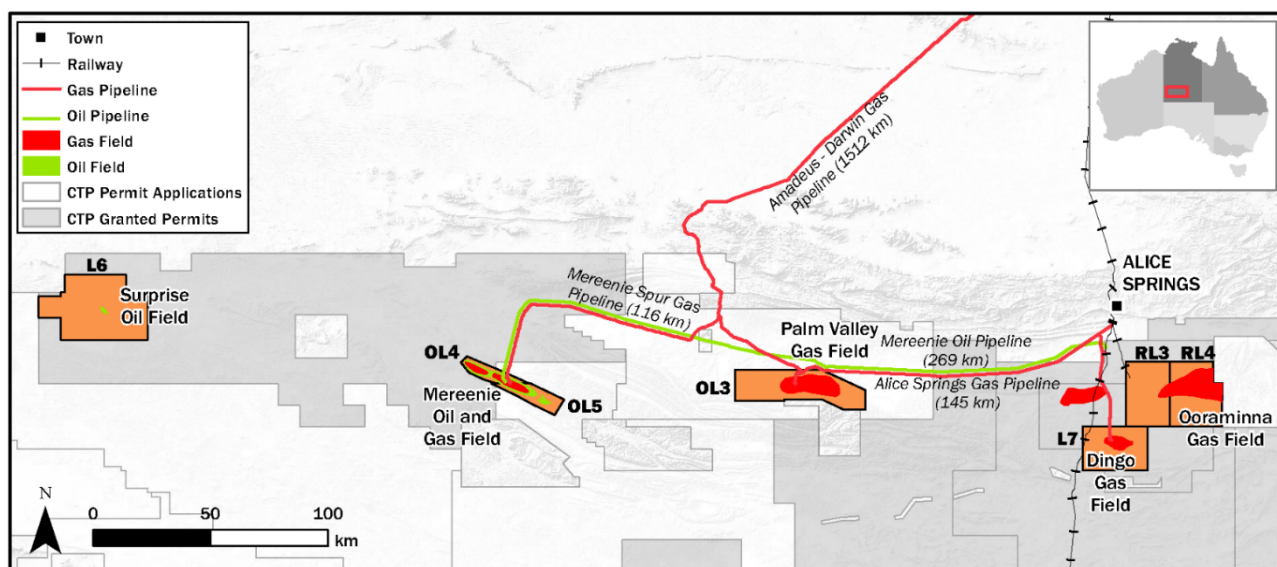 Town
Railway
Gas Pipeline
Oil Pipeline
Gas Field
Oil Field
CTP Permit Applications
CTP Granted Permits
Amadeus - Darwin Gas
Pipeline (1512 km)
L6
Surprise
Oil Field
Mereenie Spur Gas
Pipeline (116 km)
ALICE
SPRINGS
Palm Valley
Gas Field
Mereenie Oil Pipeline
(269 km)
OL4
RL3
RL4
OL3
Alice Springs Gas Pipeline
(145 km)
Mereenie
Oil and
Gas Field
OL5
Ooraminna
Gas Field
L7
Dingo
Gas
Field
N
0
50
100
km